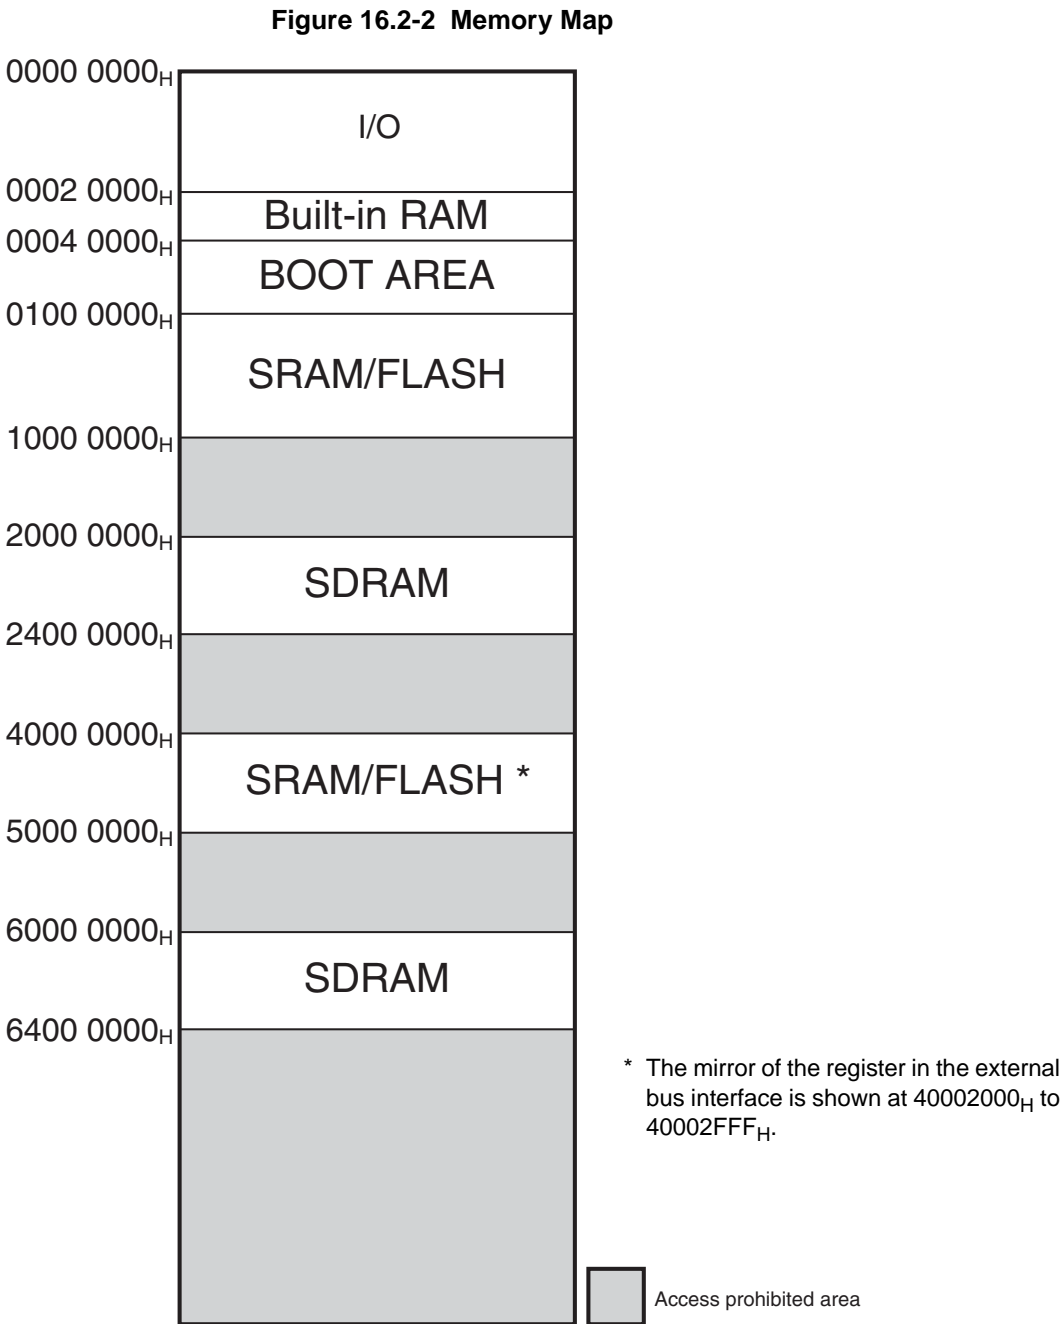 Figure 16.2-2 Memory Map
0000 0000H
I/O
0002 0000H
Built-in RAM
0004 0000H
BOOT AREA
0100 0000H
SRAM/FLASH
1000 0000H
2000 0000H
SDRAM
2400 0000H
4000 0000H
SRAM/FLASH *
5000 0000H
6000 0000H
SDRAM
6400 0000H
* The mirror of the register in the external
bus interface is shown at 40002000H to
40002FFFH.
Access prohibited area